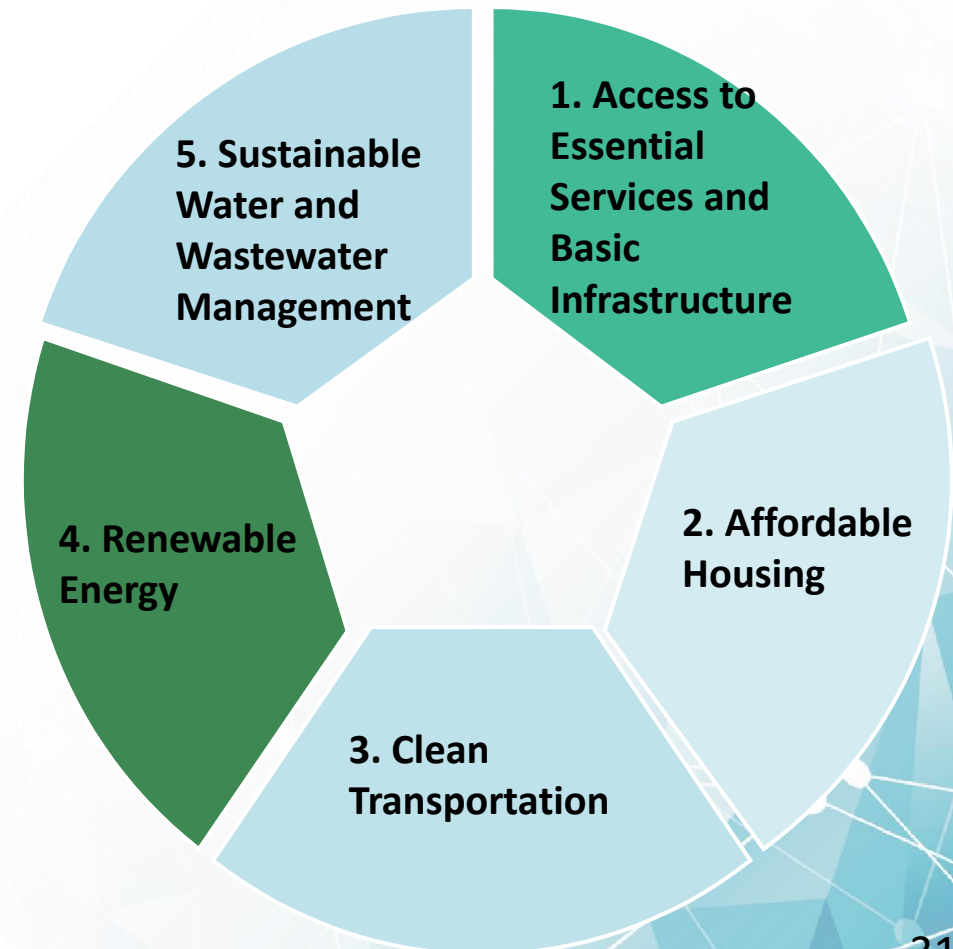 1. Access to
Essential
Services and
Basic
Infrastructure
2. Affordable
Housing
3. Clean
Transportation
4. Renewable
Energy
5. Sustainable
Water and
Wastewater
Management
21